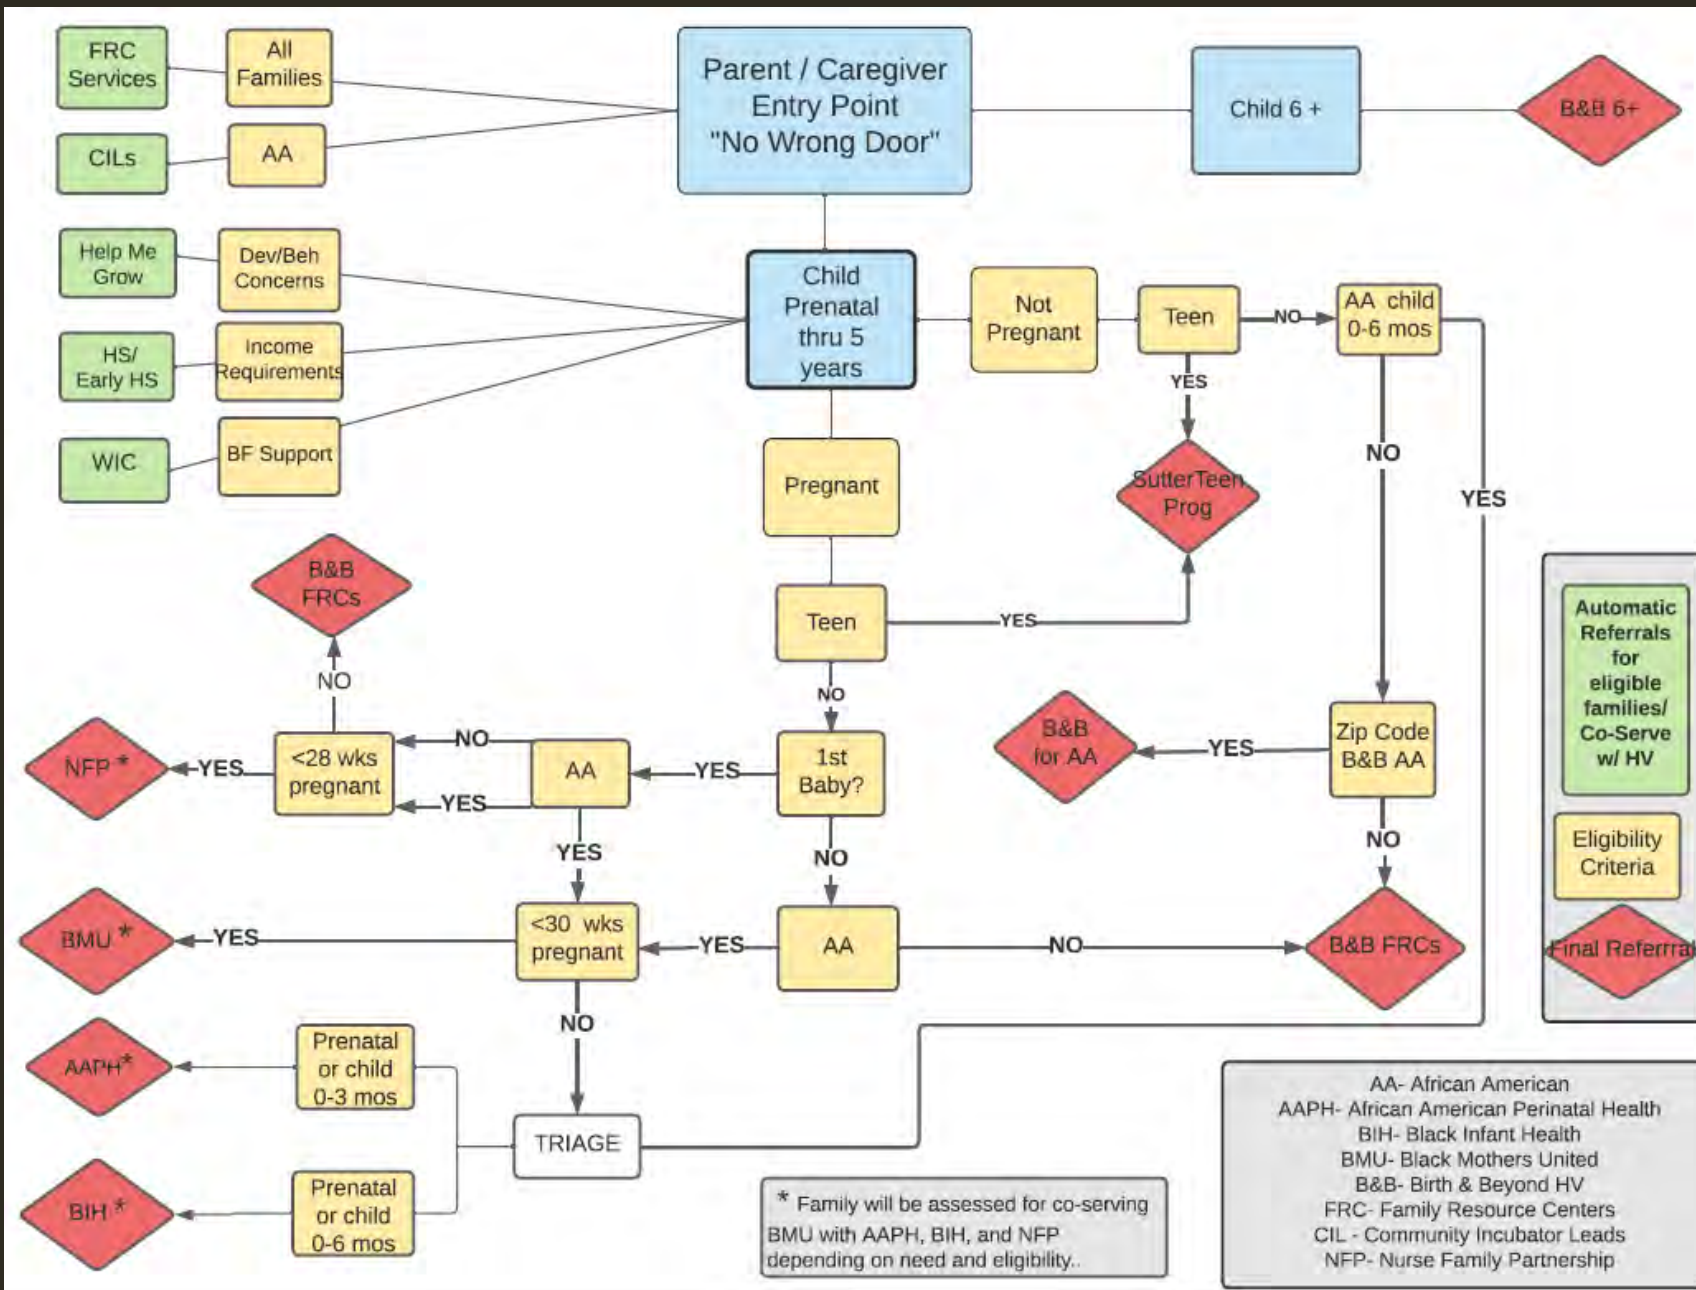 FRC
Services
All
Families
Parent / Caregiver
Entry Point
"No Wrong Door"
Child 6 +
B&B 6+
CILs
AA
Help Me
Grow
Dev/Beh
Concerns
Child
Prenatal
thru 5
years
Not
Pregnant
Teen
NO
AA child
0-6 mos
HS/
Early HS
Income
Requirements
YES
NO
YES
WIC
BF Support
Pregnant
SutterTeen
Prog
B&B
FRCs
Teen
YES
Automatic
Referrals
for
eligible
families/
Co-Serve
w/ HV
NO
NO
NFP *
YES
<28 wks
pregnant
NO
YES
AA
YES
1st
Baby?
B&B
for AA
YES
Zip Code
B&B AA
YES
NO
NO
Eligibility
Criteria
BMU *
YES
<30 wks
pregnant
YES
AA
NO
B&B FRCs
Final Referrral
NO
AAPH*
Prenatal
or child
0-3 mos
TRIAGE
BIH *
Prenatal
or child
0-6 mos
* Family will be assessed for co-serving
BMU with AAPH, BIH, and NFP
depending on need and eligibility..
AA- African American
AAPH- African American Perinatal Health
BIH- Black Infant Health
BMU- Black Mothers United
B&B- Birth & Beyond HV
FRC- Family Resource Centers
CIL - Community Incubator Leads
NFP- Nurse Family Partnership